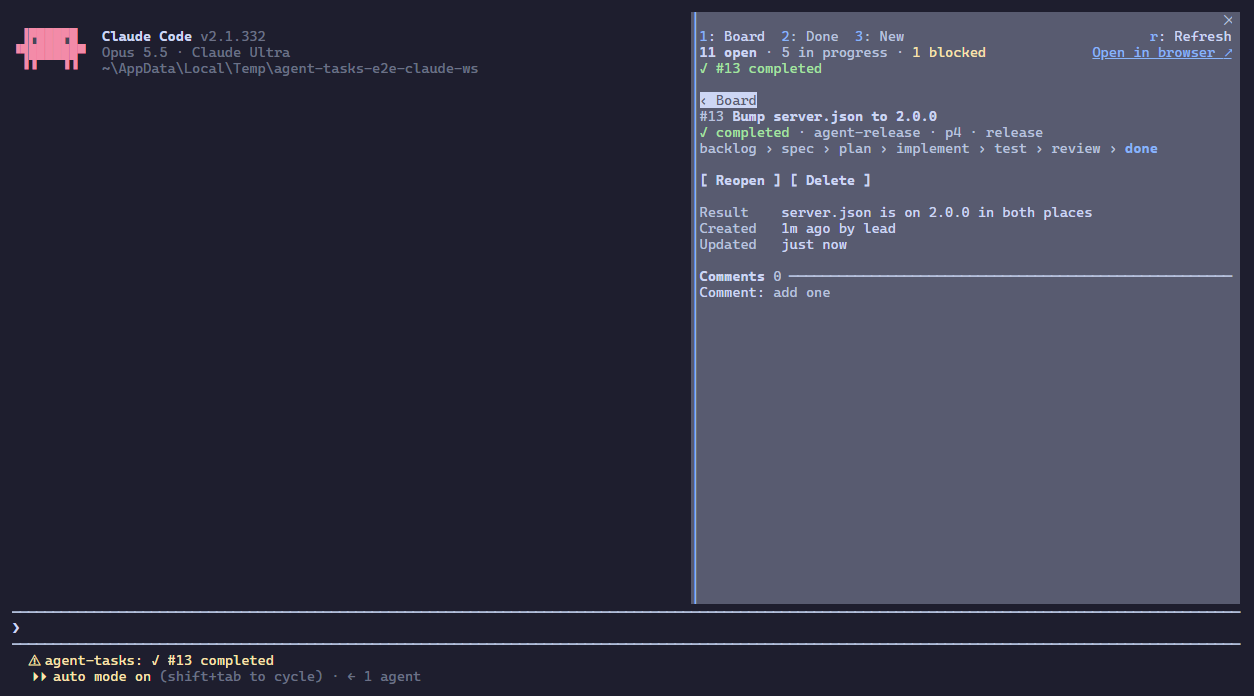 Claude Code v2.1.332
Opus 5.5 · Claude Ultra
~\AppData\Local\Temp\agent-tasks-e2e-claude-ws
×
1: Board  2: Done  3: New  r: Refresh
11 open · 5 in progress · 1 blocked  Open in browser ↗
✓ #13 completed
‹ Board
#13 Bump server.json to 2.0.0
✓ completed · agent-release · p4 · release
backlog › spec › plan › implement › test › review › done
[ Reopen ] [ Delete ]
Result  server.json is on 2.0.0 in both places
Created  1m ago by lead
Updated  just now
Comments 0
Comment: add one
❯
⚠ agent-tasks: ✓ #13 completed
⏵⏵ auto mode on (shift+tab to cycle) · ← 1 agent